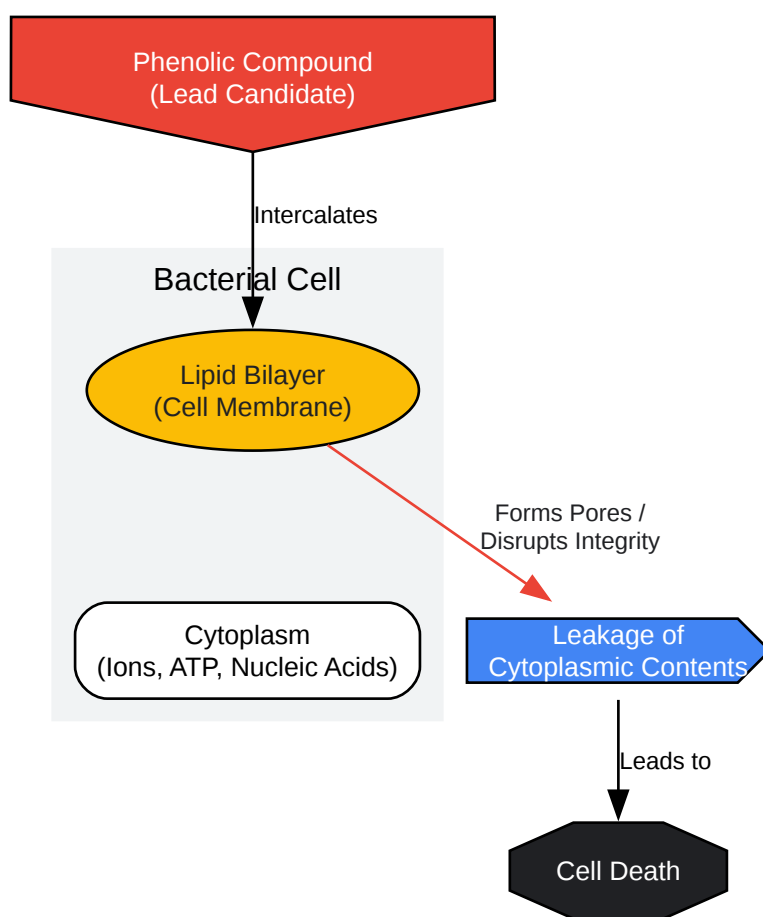 Phenolic Compound
(Lead Candidate)
Intercalates
Bacterial Cell
Lipid Bilayer
(Cell Membrane)
Forms Pores /
Disrupts Integrity
Cytoplasm
(Ions, ATP, Nucleic Acids)
Leakage of
Cytoplasmic Contents
Leads to
Cell Death